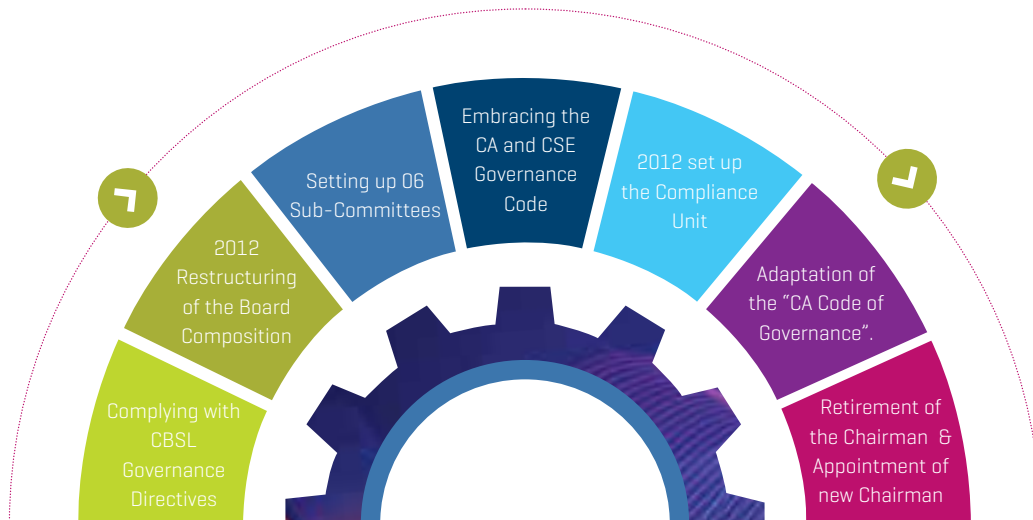 Complying with
CBSL
Governance
Directives
2012
Restructuring
of the Board
Composition
Setting up 06
Sub-Committees
Embracing the
CA and CSE
Governance
Code
2012 set up
the Compliance
Unit
Adaptation of
the “CA Code of
Governance”.
Retirement of
the Chairman &
Appointment of
new Chairman